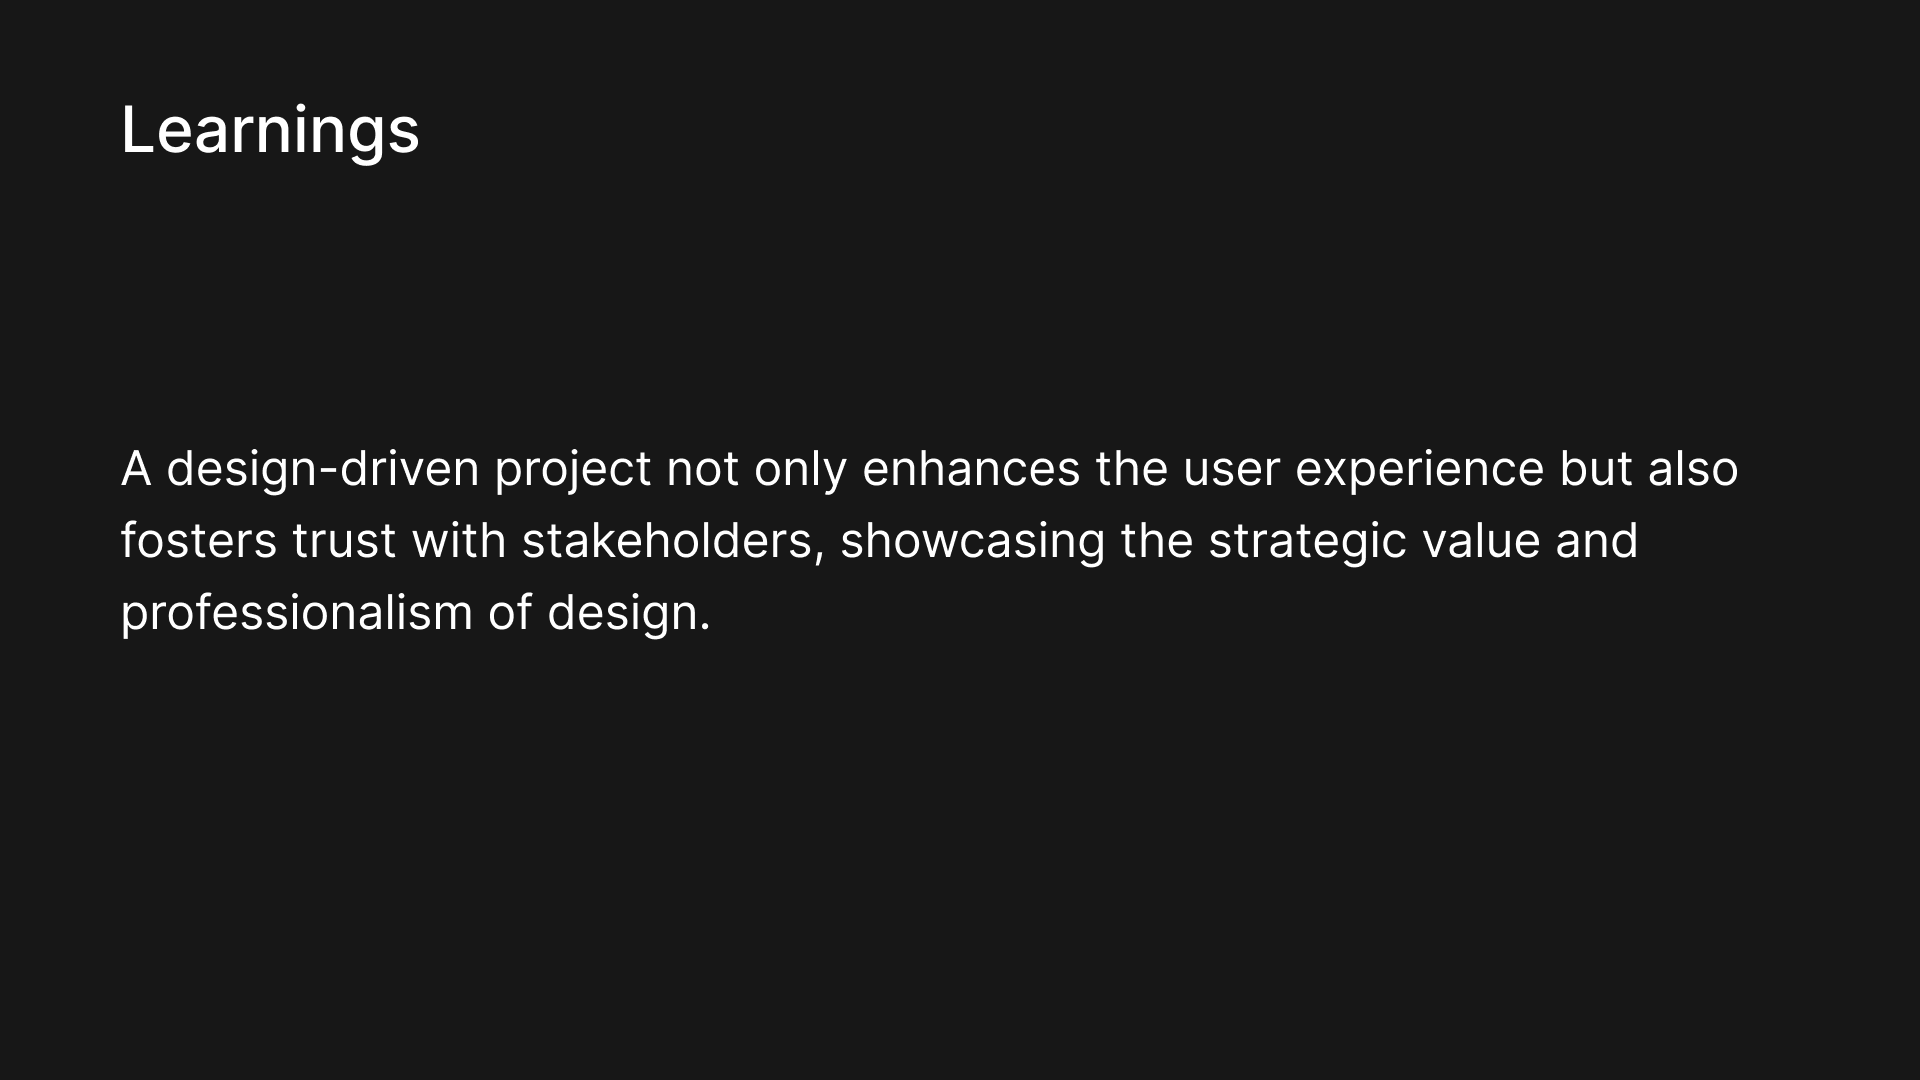 Learnings
A design-driven project not only enhances the user experience but also
fosters trust with stakeholders, showcasing the strategic value and
professionalism of design.